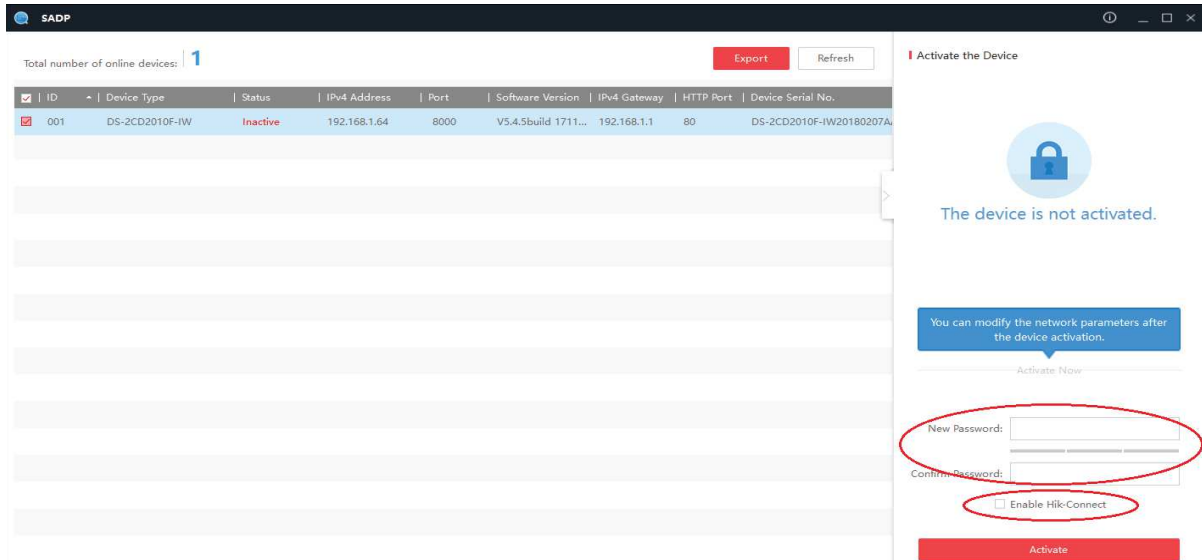 SADP
Total number of online devices: 1
Export
Refresh
ID Device Type Status IPv4 Address Port Software Version IPv4 Gateway HTTP Port Device Serial No.
001 DS-2CD2010F-IW Inactive 192.168.1.64 8000 V5.4.5build 1711... 192.168.1.1 80 DS-2CD2010F-IW20180207A
Activate the Device
The device is not activated.
You can modify the network parameters after
the device activation.
Activate Now
New Password:
Confirm Password:
Enable Hik-Connect
Activate